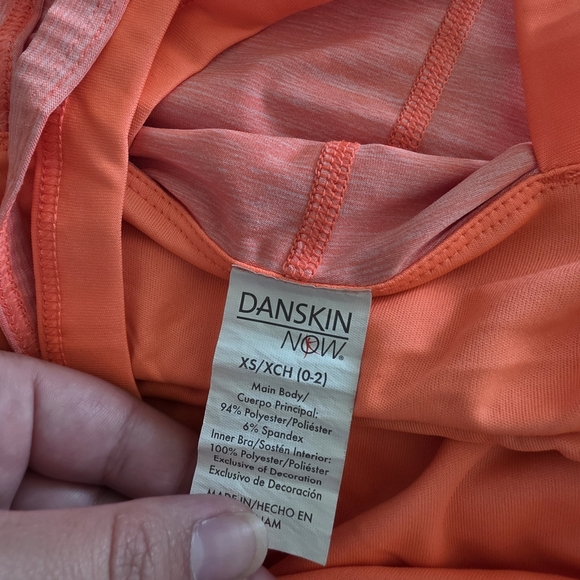 DANSKIN
NOW®
XS/XCH (0-2)
Main Body/
Cuerpo Principal:
94% Polyester/Poliéster
6% Spandex
Inner Bra/Sostén Interior:
100% Polyester/Poliéster
Exclusive of Decoration
Exclusivo de Decoración
MADE IN/HECHO EN